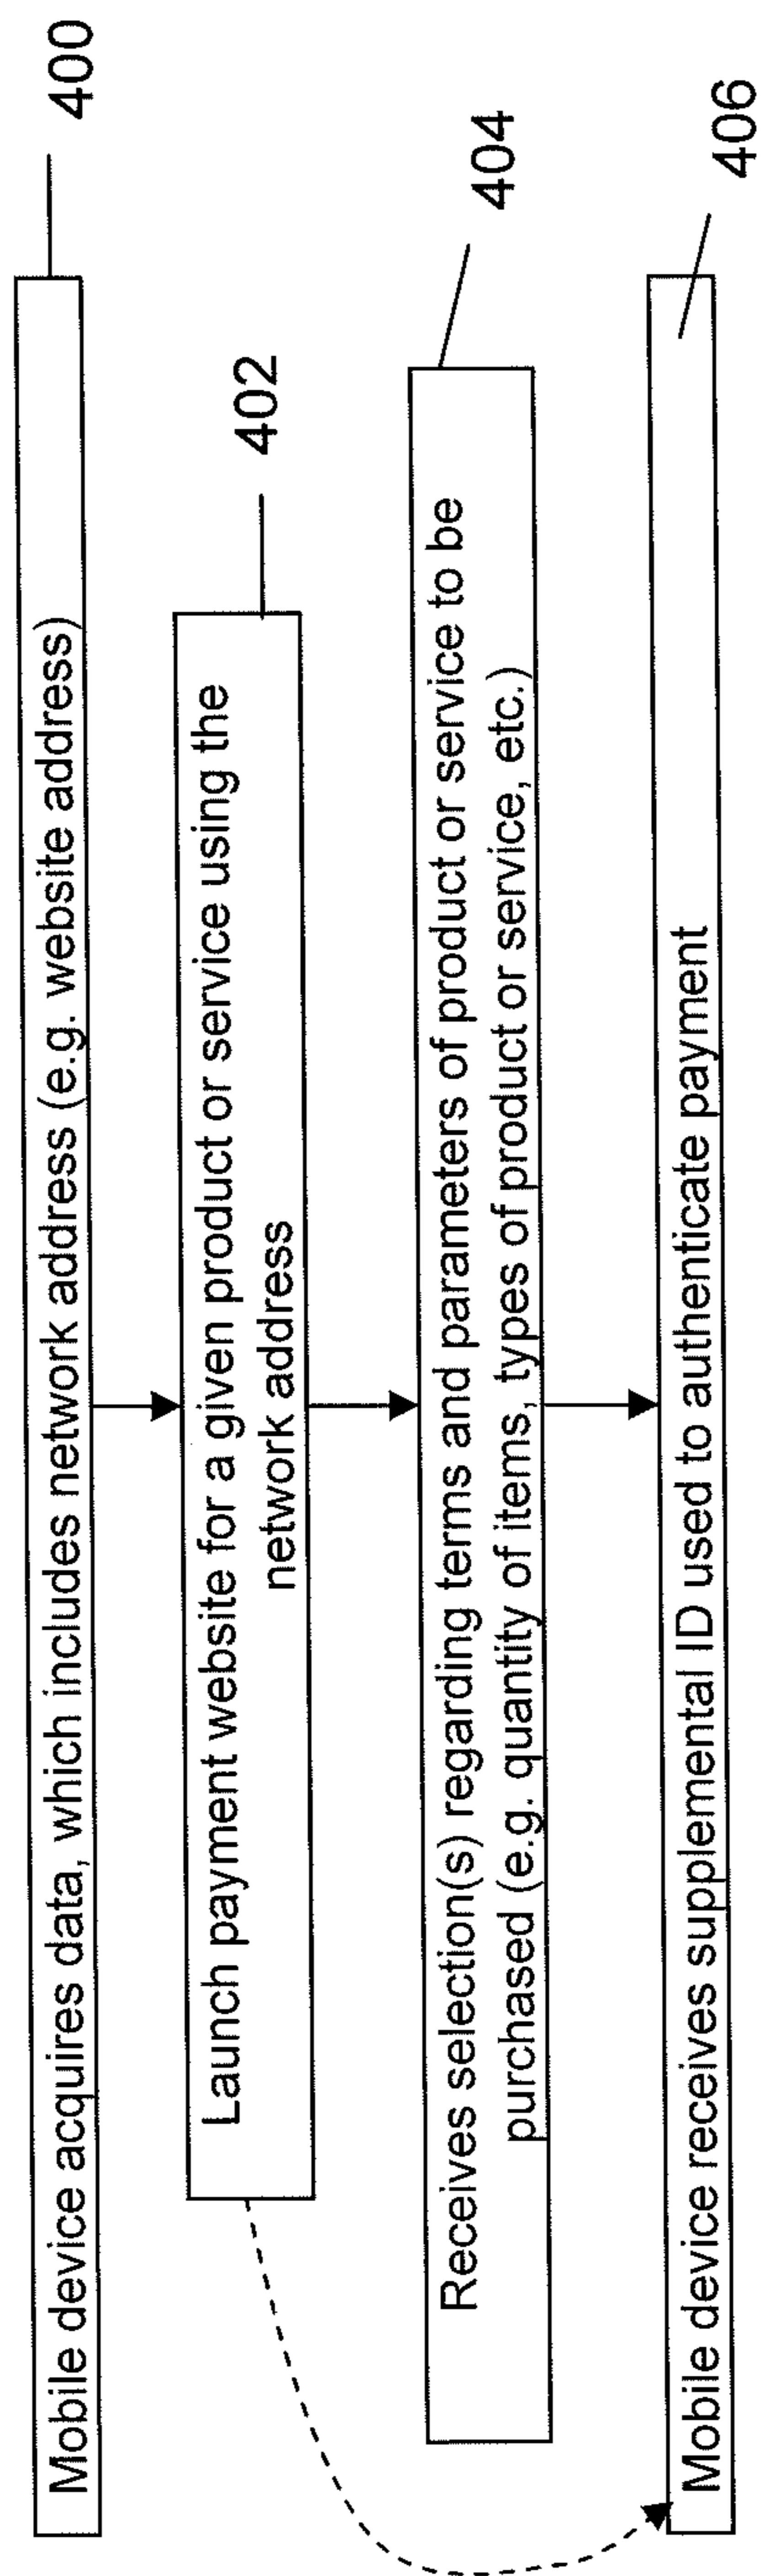 Mobile device acquires data, which includes network address (e.g. website address)
400
Launch payment website for a given product or service using the
network address
402
Receives selection(s) regarding terms and parameters of product or service to be
purchased (e.g. quantity of items, types of product or service, etc.)
404
Mobile device receives supplemental ID used to authenticate payment
406